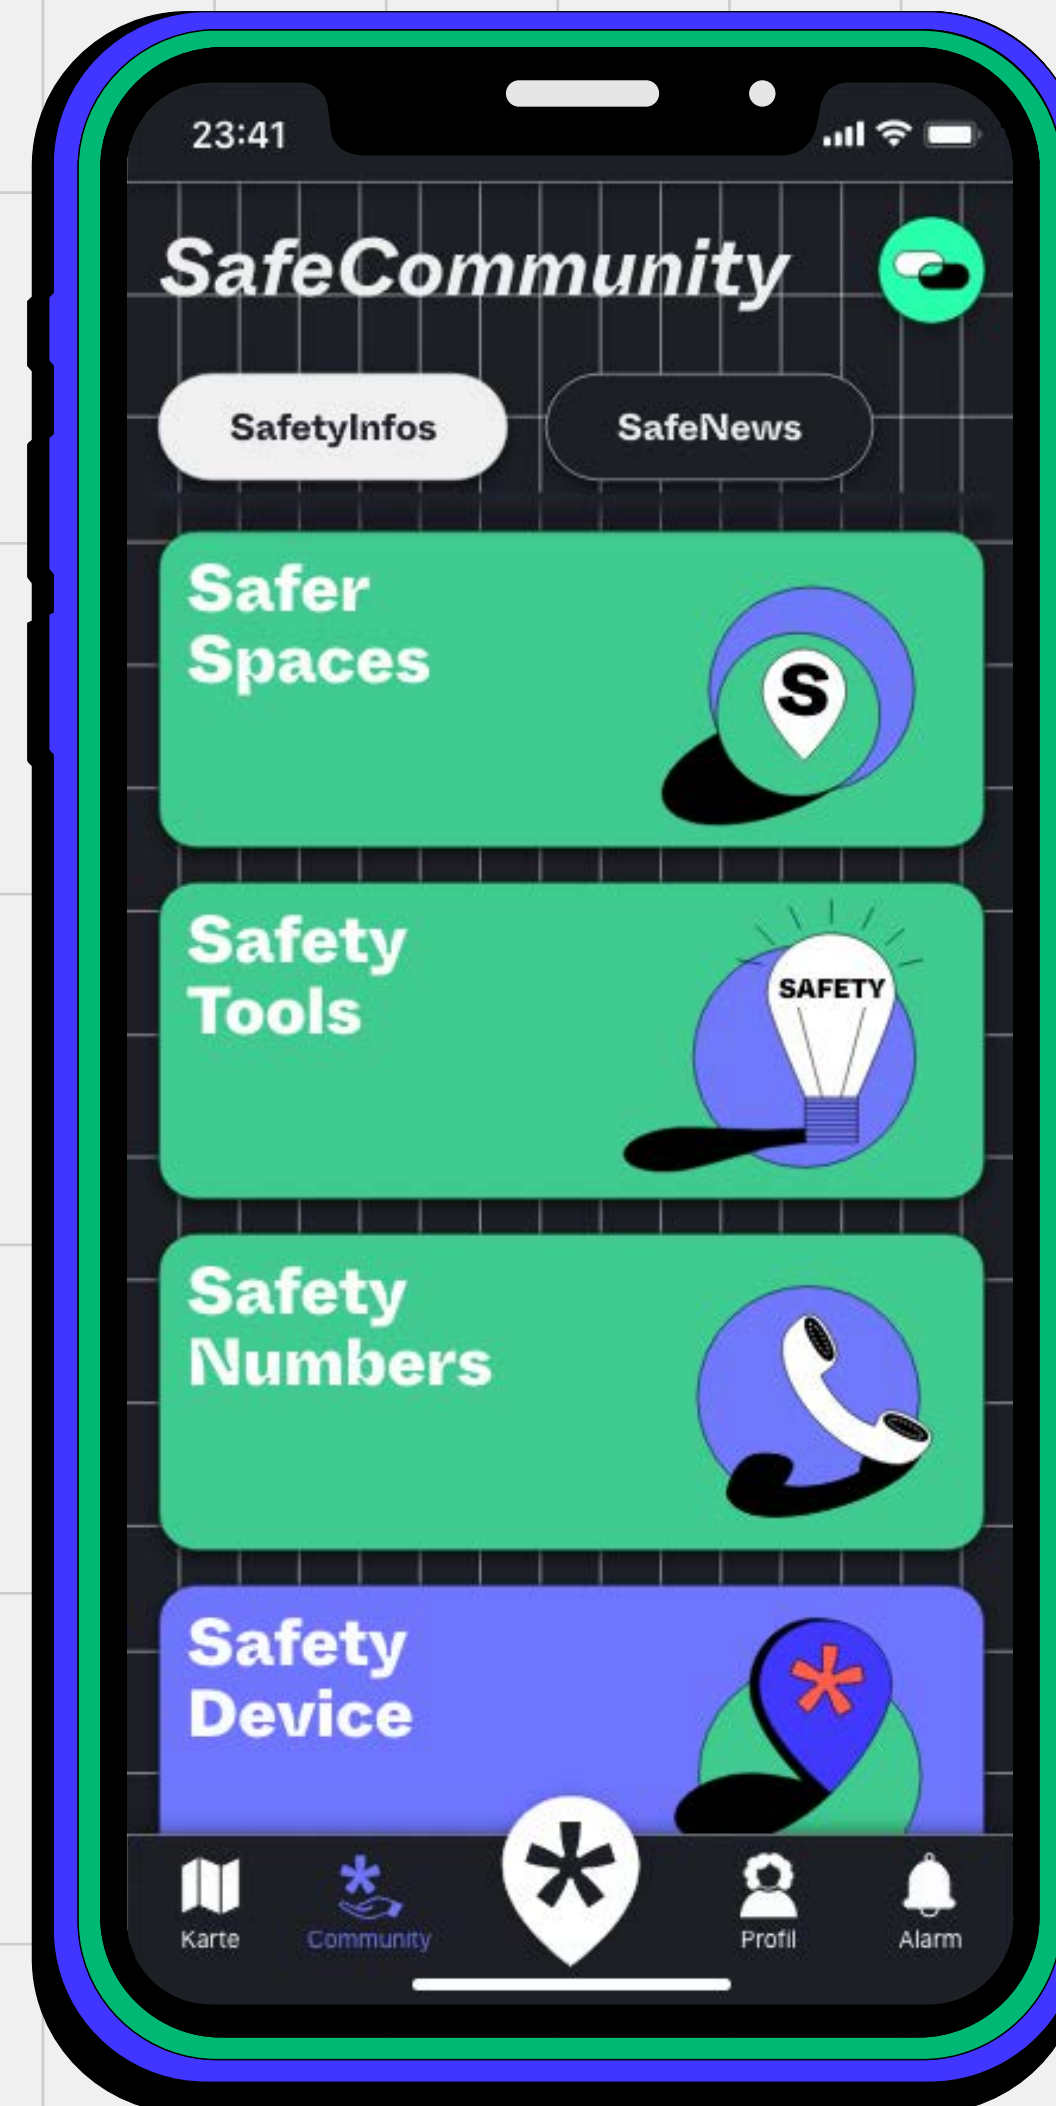 23:41
SafeCommunity
SafetyInfos
SafeNews
Safer
Spaces
S
Safety
Tools
SAFETY
Safety
Numbers
Safety
Device
Karte
Community
Profil
Alarm